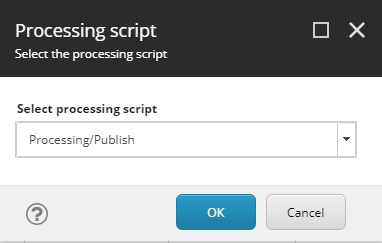 Processing script
Select the processing script
Select processing script
Processing/Publish
?
OK
Cancel